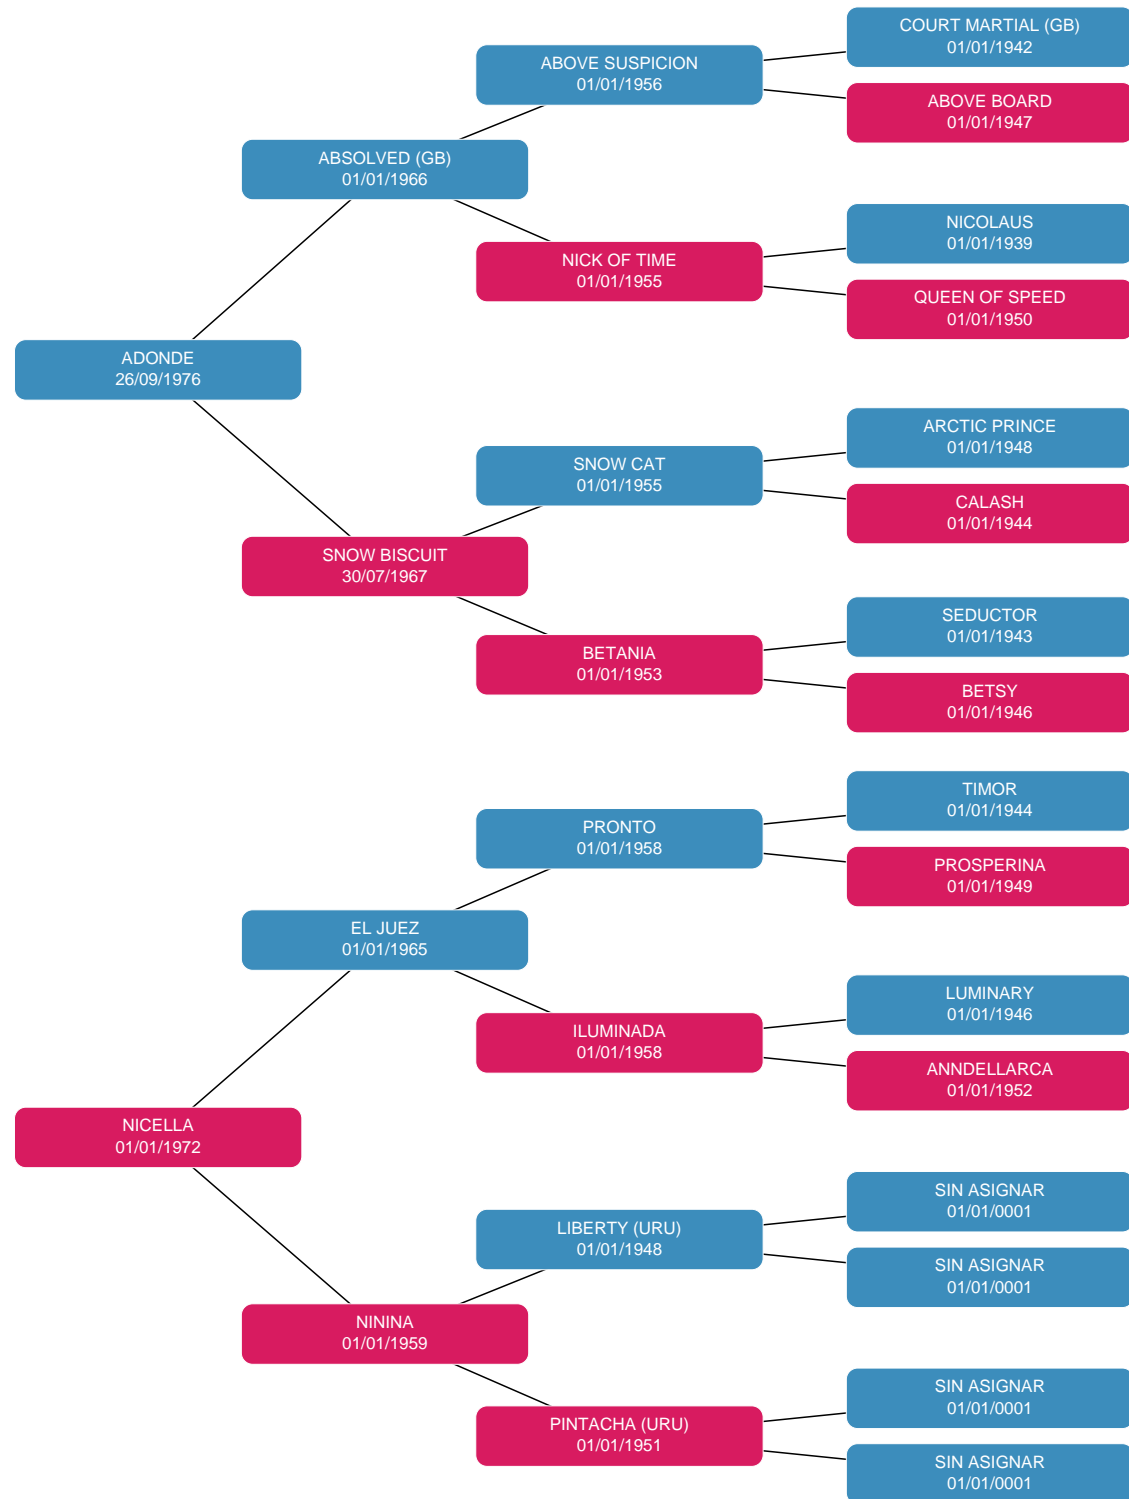 COURT MARTIAL (GB)
01/01/1942
ABOVE SUSPICION
01/01/1956
ABOVE BOARD
01/01/1947
ABSOLVED (GB)
01/01/1966
NICOLAUS
01/01/1939
NICK OF TIME
01/01/1955
QUEEN OF SPEED
01/01/1950
ADONDE
26/09/1976
ARCTIC PRINCE
01/01/1948
SNOW CAT
01/01/1955
CALASH
01/01/1944
SNOW BISCUIT
30/07/1967
SEDUCTOR
01/01/1943
BETANIA
01/01/1953
BETSY
01/01/1946
TIMOR
01/01/1944
PRONTO
01/01/1958
PROSPERINA
01/01/1949
EL JUEZ
01/01/1965
LUMINARY
01/01/1946
ILUMINADA
01/01/1958
ANNDELLARCA
01/01/1952
NICELLA
01/01/1972
SIN ASIGNAR
01/01/0001
LIBERTY (URU)
01/01/1948
SIN ASIGNAR
01/01/0001
NININA
01/01/1959
SIN ASIGNAR
01/01/0001
PINTACHA (URU)
01/01/1951
SIN ASIGNAR
01/01/0001